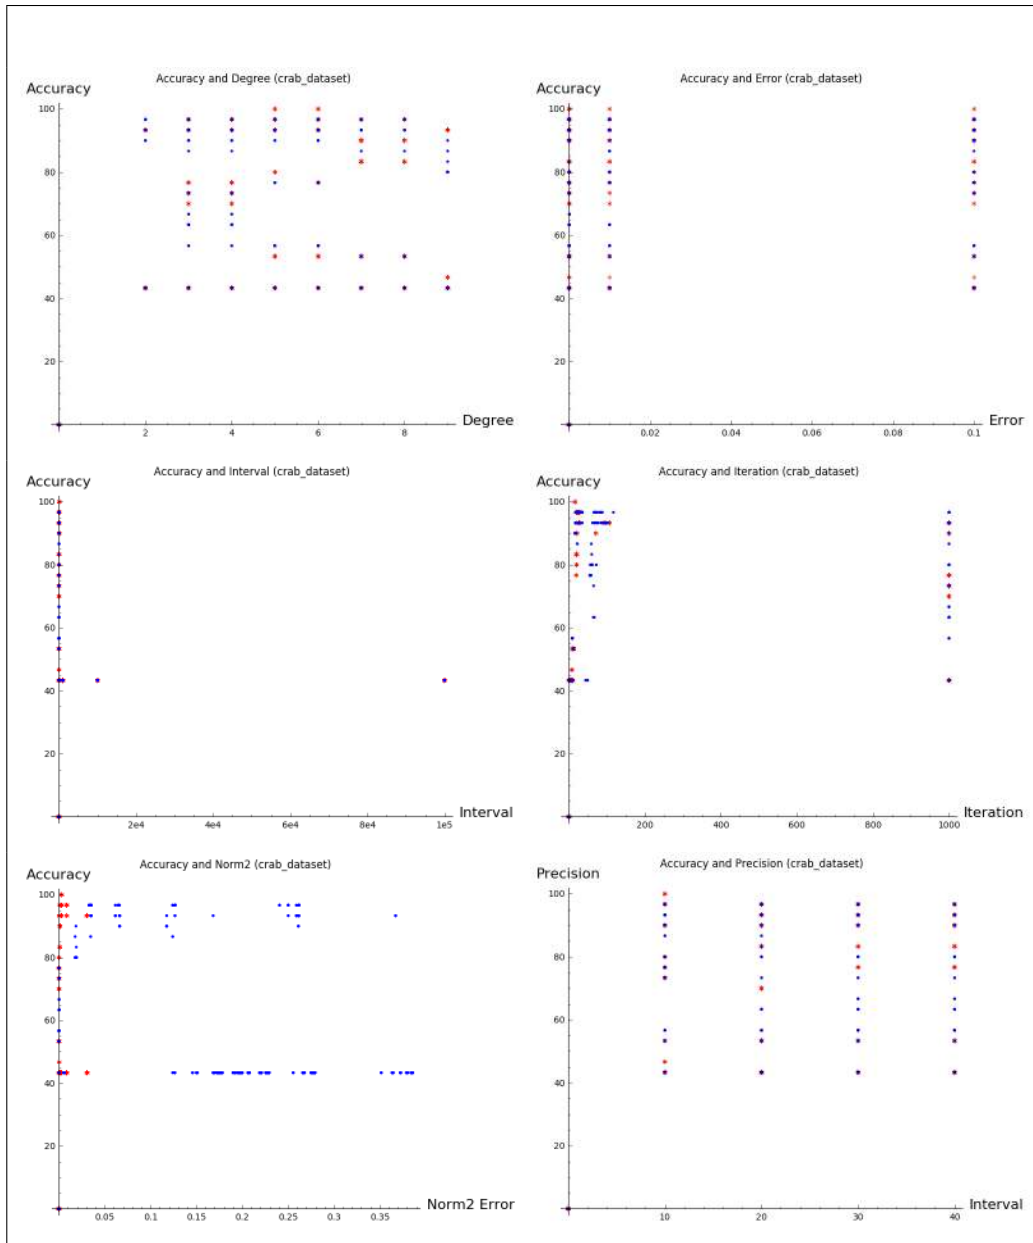 Accuracy and Degree (crab_dataset)
Accuracy
100
80
60
40
20
2
4
6
8
Degree
Accuracy and Error (crab_dataset)
Accuracy
100
80
60
40
20
0.02
0.04
0.06
0.08
0.1
Error
Accuracy and Interval (crab_dataset)
Accuracy
100
80
60
40
20
2e4
4e4
6e4
8e4
1e5
Interval
Accuracy and Iteration (crab_dataset)
Accuracy
100
80
60
40
20
200
400
600
800
1000
Iteration
Accuracy and Norm2 (crab_dataset)
Accuracy
100
80
60
40
20
0.05
0.1
0.15
0.2
0.25
0.3
0.35
Norm2 Error
Accuracy and Precision (crab_dataset)
Precision
100
80
60
40
20
10
20
30
40
Interval